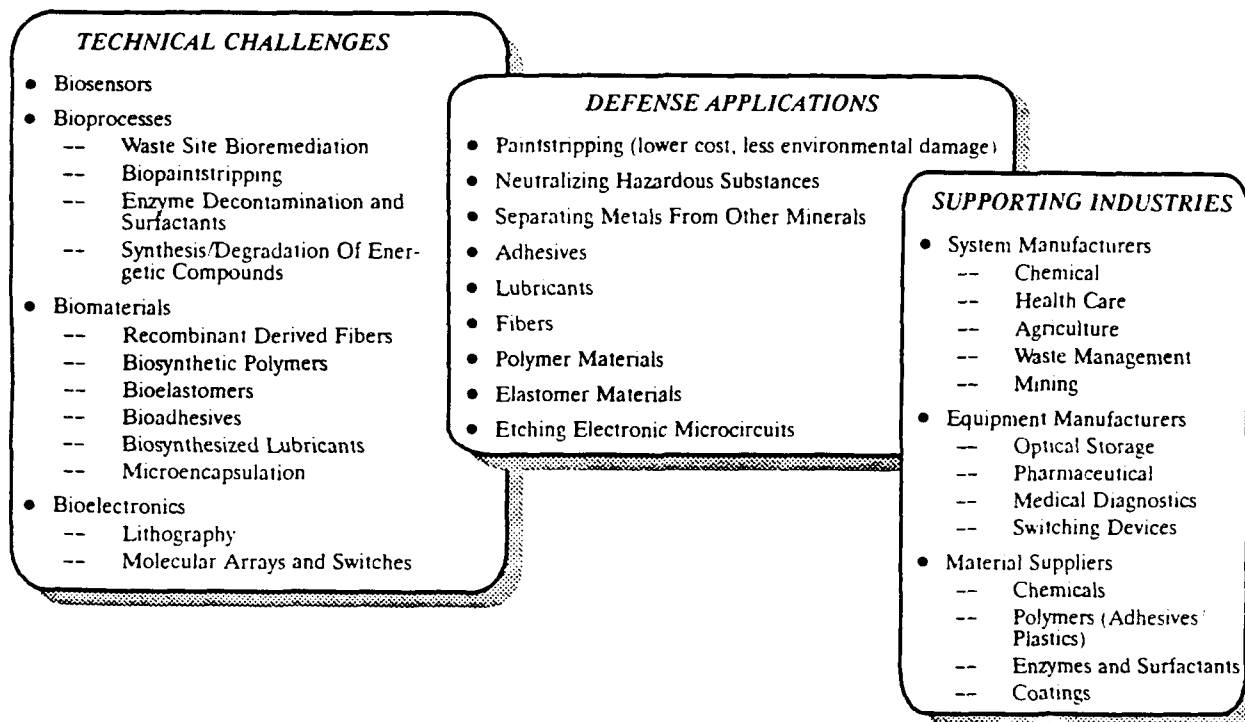 TECHNICAL CHALLENGES
● Biosensors
● Bioprocesses
-- Waste Site Bioremediation
-- Biopaintstripping
-- Enzyme Decontamination and
Surfactants
-- Synthesis/Degradation Of Ener-
getic Compounds
● Biomaterials
-- Recombinant Derived Fibers
-- Biosynthetic Polymers
-- Bioelastomers
-- Bioadhesives
-- Biosynthesized Lubricants
-- Microencapsulation
● Bioelectronics
-- Lithography
-- Molecular Arrays and Switches
DEFENSE APPLICATIONS
● Paintstripping (lower cost, less environmental damage)
● Neutralizing Hazardous Substances
● Separating Metals From Other Minerals
● Adhesives
● Lubricants
● Fibers
● Polymer Materials
● Elastomer Materials
● Etching Electronic Microcircuits
SUPPORTING INDUSTRIES
● System Manufacturers
-- Chemical
-- Health Care
-- Agriculture
-- Waste Management
-- Mining
● Equipment Manufacturers
-- Optical Storage
-- Pharmaceutical
-- Medical Diagnostics
-- Switching Devices
● Material Suppliers
-- Chemicals
-- Polymers (Adhesives
Plastics)
-- Enzymes and Surfactants
-- Coatings